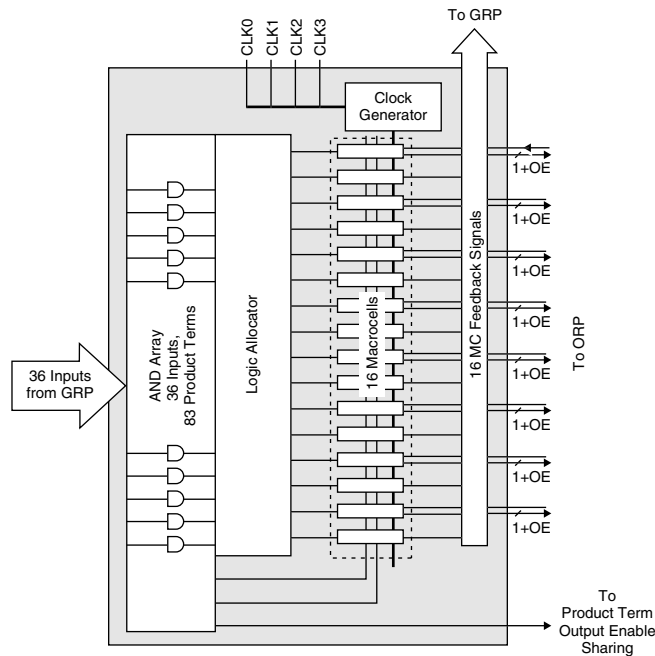 To GRP
CLK0
CLK1
CLK2
CLK3
Clock
Generator
1+OE
1+OE
1+OE
1+OE
1+OE
1+OE
1+OE
1+OE
36 Inputs
from GRP
AND Array
36 Inputs,
83 Product Terms
Logic Allocator
16 Macrocells
16 MC Feedback Signals
To ORP
To
Product Term
Output Enable
Sharing